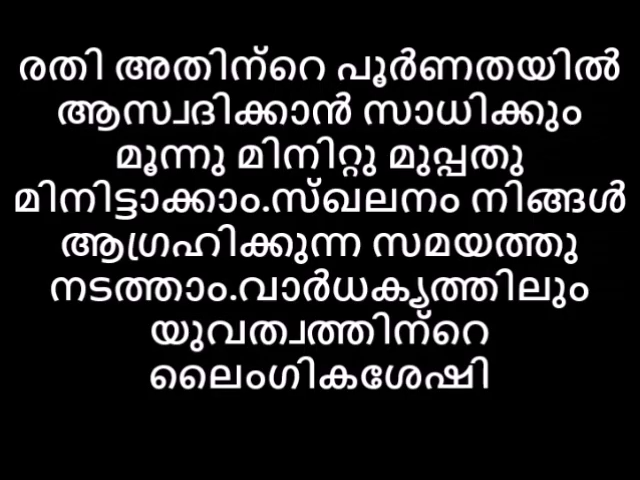 രതി അതിന്റെ പൂർണതയിൽ
ആസ്വദിക്കാൻ സാധിക്കും
മൂന്നു മിനിറ്റു മുപ്പതു
മിനിട്ടാക്കാം.സ്ഖലനം നിങ്ങൾ
ആഗ്രഹിക്കുന്ന സമയത്തു
നടത്താം.വാർധക്യത്തിലും
യുവത്വത്തിന്റെ
ലൈംഗികശേഷി